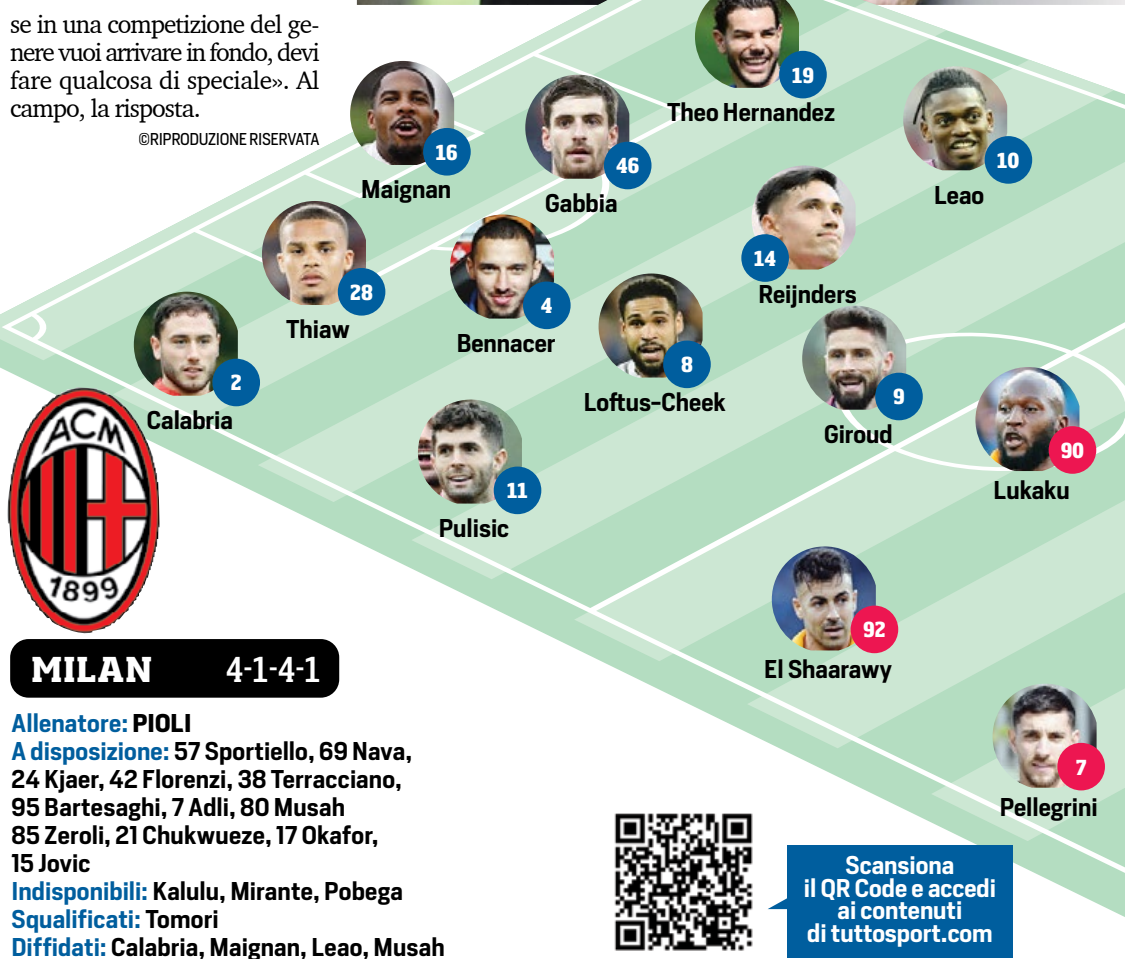 se in una competizione del ge-
nere vuoi arrivare in fondo, devi
fare qualcosa di speciale». Al
campo, la risposta.
©RIPRODUZIONE RISERVATA
19
Theo Hernandez
16
Maignan
46
Gabbia
10
Leao
28
Thiaw
4
Bennacer
14
Reijnders
2
Calabria
8
Loftus-Cheek
9
Giroud
11
Pulisic
90
Lukaku
92
El Shaarawy
7
Pellegrini
ACM
1899
MILAN 4-1-4-1
Allenatore: PIOLI
A disposizione: 57 Sportiello, 69 Nava,
24 Kjaer, 42 Florenzi, 38 Terracciano,
95 Bartesaghi, 7 Adli, 80 Musah
85 Zeroli, 21 Chukwueze, 17 Okafor,
15 Jovic
Indisponibili: Kalulu, Mirante, Pobega
Squalificati: Tomori
Diffidati: Calabria, Maignan, Leao, Musah
Scansiona
il QR Code e accedi
ai contenuti
di tuttosport.com